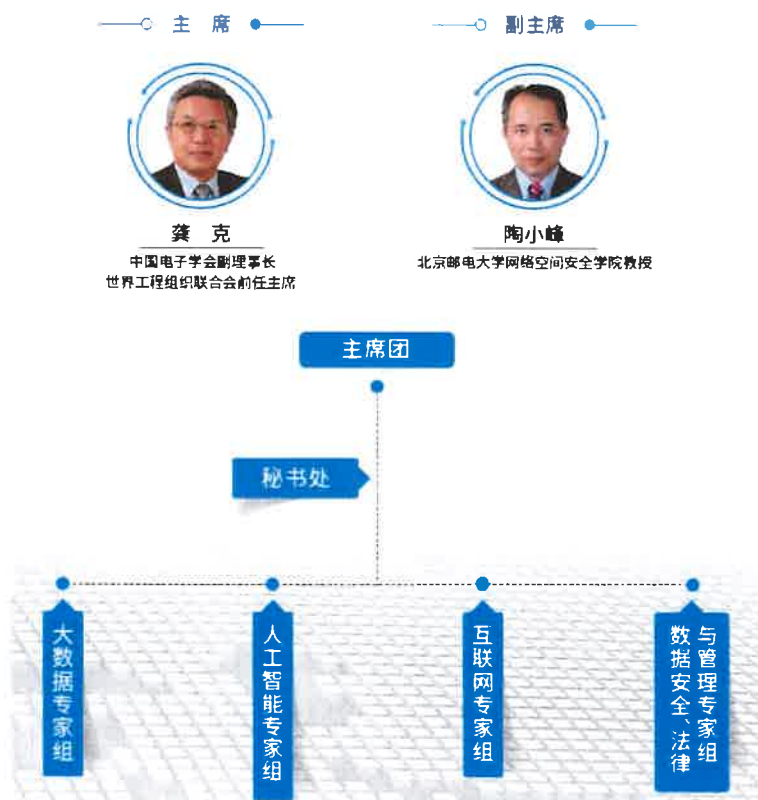 主 席
副主席
龚 克
中国电子学会副理事长
世界工程组织联合会前任主席
陶小峰
北京邮电大学网络空间安全学院教授
主席团
秘书处
大数据专家组
人工智能专家组
互联网专家组
数据安全、法律
与管理专家组